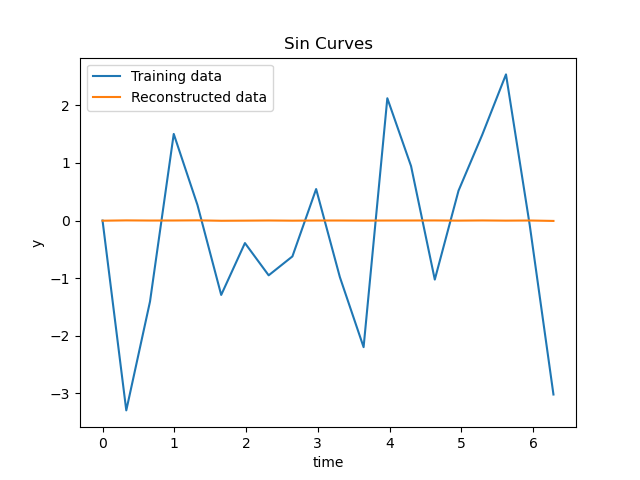 Sin Curves
Training data
Reconstructed data
2
1
0
−1
−2
−3
y
0 1 2 3 4 5 6
time